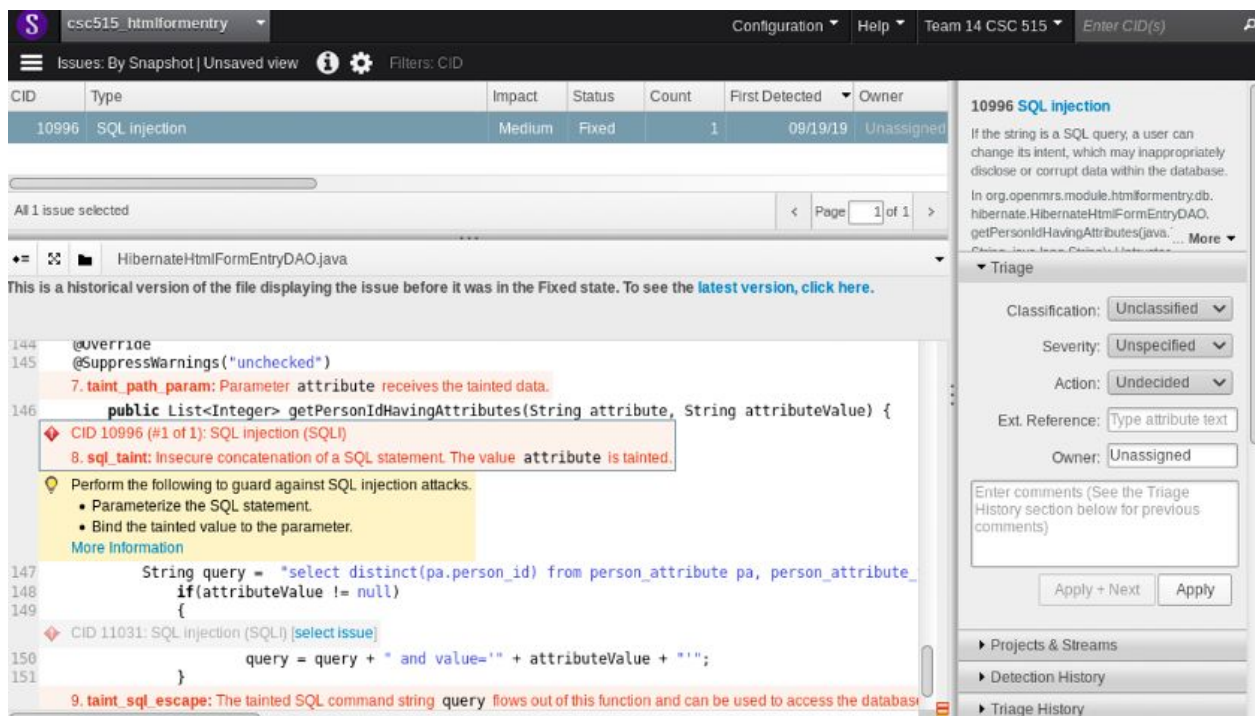 S csc515_htmlformentry Configuration Help Team 14 CSC 515 Enter CID(s)
Issues: By Snapshot | Unsaved view Filters: CID
CID Type Impact Status Count First Detected Owner
10996 SQL injection Medium Fixed 1 09/19/19 Unassigned
All 1 issue selected < Page 1 of 1 >
HibernateHtmlFormEntryDAO.java
This is a historical version of the file displaying the issue before it was in the Fixed state. To see the latest version, click here.
144 @Override
145 @SuppressWarnings("unchecked")
7. taint_path_param: Parameter attribute receives the tainted data.
146 public List<Integer> getPersonIdHavingAttributes(String attribute, String attributeValue) {
CID 10996 (#1 of 1): SQL injection (SQLI)
8. sql_taint: Insecure concatenation of a SQL statement. The value attribute is tainted.
Perform the following to guard against SQL injection attacks.
• Parameterize the SQL statement.
• Bind the tainted value to the parameter.
More Information
147 String query = "select distinct(pa.person_id) from person_attribute pa, person_attribute_
148 if(attributeValue != null)
149 {
CID 11031: SQL injection (SQLI) [select issue]
150 query = query + " and value='" + attributeValue + "'";
151 }
9. taint_sql_escape: The tainted SQL command string query flows out of this function and can be used to access the database
10996 SQL injection
If the string is a SQL query, a user can
change its intent, which may inappropriately
disclose or corrupt data within the database.
In org.openmrs.module.htmlformentry.db.
hibernate.HibernateHtmlFormEntryDAO.
getPersonIdHavingAttributes(java.
... More
Triage
Classification: Unclassified
Severity: Unspecified
Action: Undecided
Ext. Reference: Type attribute text
Owner: Unassigned
Enter comments (See the Triage
History section below for previous
comments)
Apply + Next Apply
Projects & Streams
Detection History
Triage History